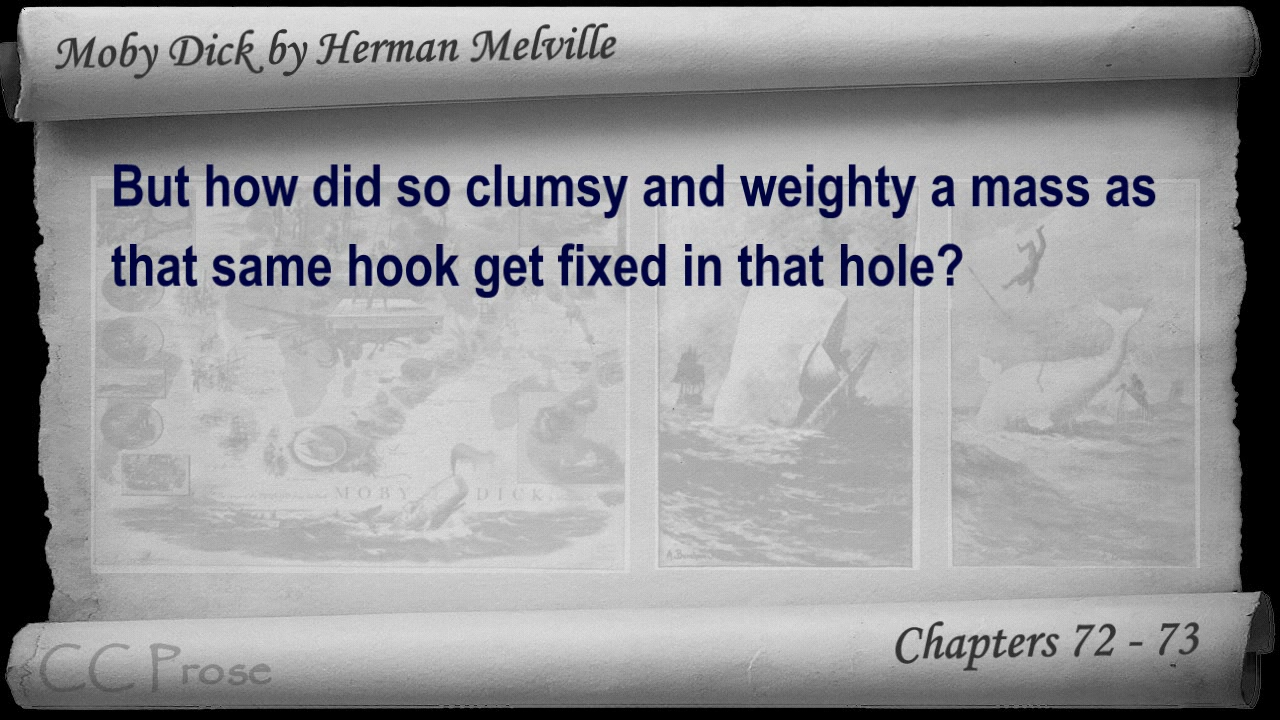 Moby Dick by Herman Melville
But how did so clumsy and weighty a mass as
that same hook get fixed in that hole?
MOBY DICK
Chapters 72 - 73
CC Prose